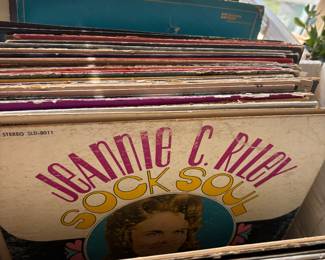 STEREO SLD-8011
JEANNIE C. RILEY
SOCK SOUL